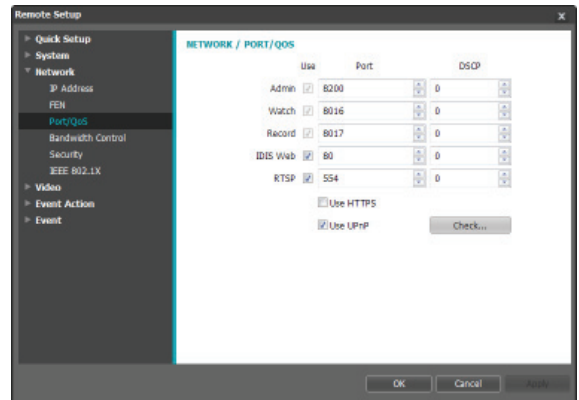 Remote Setup
x
Quick Setup
System
Network
IP Address
FEN
Port/QoS
Bandwidth Control
Security
IEEE 802.1X
Video
Event Action
Event
NETWORK / PORT/QOS
Use Port DSCP
Admin 8200 0
Watch 8016 0
Record 8017 0
IDIS Web 80 0
RTSP 554 0
Use HTTPS
Use UPnP Check...
OK Cancel Apply